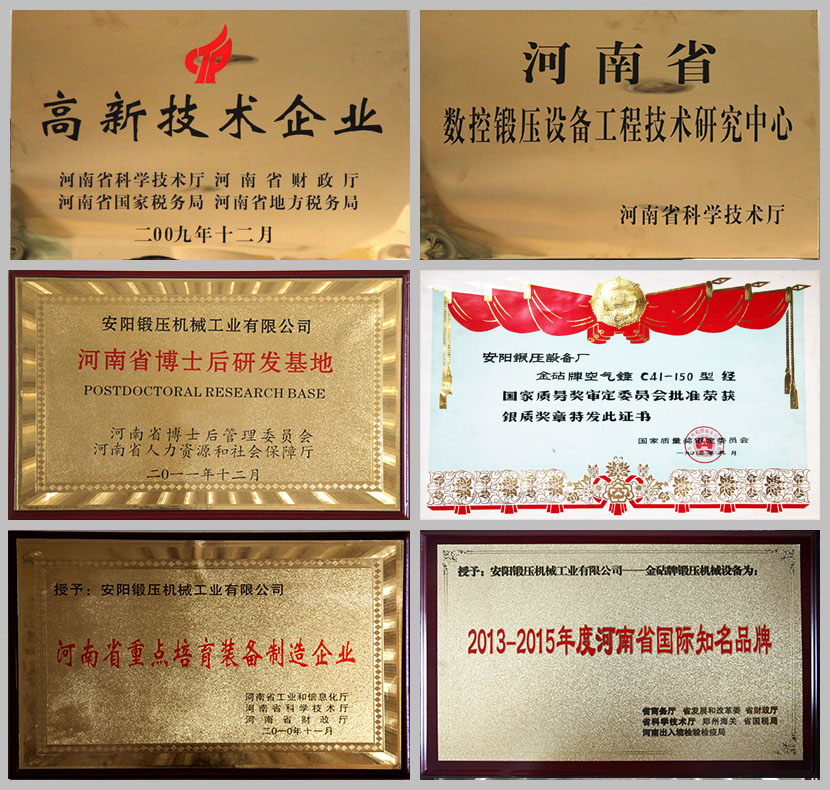 高新技术企业
河南省科学技术厅 河南省财政厅
河南省国家税务局 河南省地方税务局
二00九年十二月
河南省
数控锻压设备工程技术研究中心
河南省科学技术厅
安阳锻压机械工业有限公司
河南省博士后研发基地
POSTDOCTORAL RESEARCH BASE
河南省博士后管理委员会
河南省人力资源和社会保障厅
二〇一一年十二月
安阳锻压设备厂
金砧牌空气锤 C41-150 型 经
国家质量奖审定委员会批准荣获
银质奖章特发此证书
国家质量奖审定委员会
授予：安阳锻压机械工业有限公司
河南省重点培育装备制造企业
河南省工业和信息化厅
河南省科学技术厅
河南省财政厅
二〇一〇年十一月
授予：安阳锻压机械工业有限公司——金砧牌锻压机械设备为：
2013-2015年度河南省国际知名品牌
省商务厅 省发展和改革委 省财政厅
省科学技术厅 郑州海关 省国税局
河南出入境检验检疫局